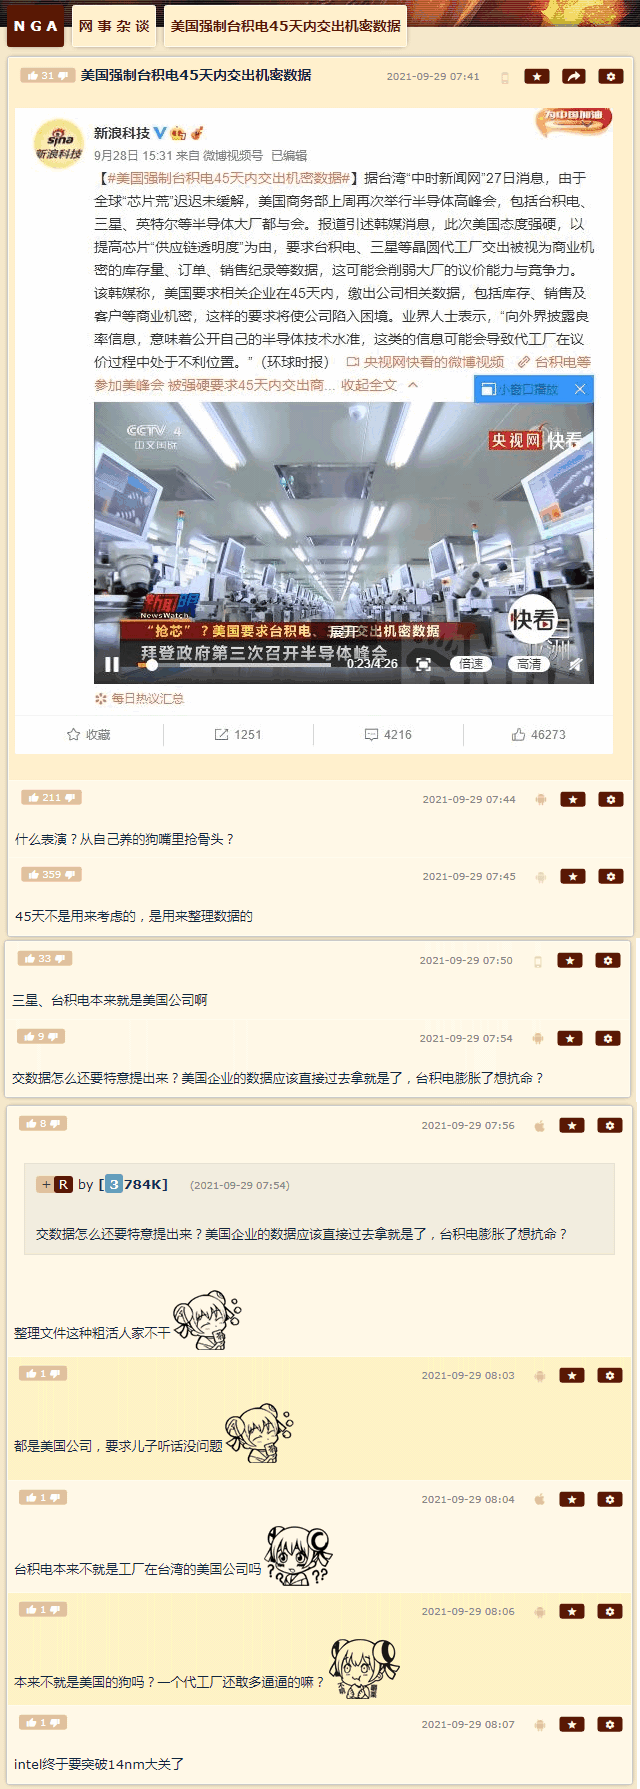 NGA 网事杂谈 美国强制台积电45天内交出机密数据
31 美国强制台积电45天内交出机密数据 2021-09-29 07:41
为中国加油
sina
新浪科技
新浪科技
9月28日 15:31 来自 微博视频号 已编辑
【#美国强制台积电45天内交出机密数据#】据台湾“中时新闻网”27日消息，由于
全球“芯片荒”迟迟未缓解，美国商务部上周再次举行半导体高峰会，包括台积电、
三星、英特尔等半导体大厂都与会。报道引述韩媒消息，此次美国态度强硬，以
提高芯片“供应链透明度”为由，要求台积电、三星等晶圆代工厂交出被视为商业机
密的库存量、订单、销售纪录等数据，这可能会削弱大厂的议价能力与竞争力。
该韩媒称，美国要求相关企业在45天内，缴出公司相关数据，包括库存、销售及
客户等商业机密，这样的要求将使公司陷入困境。业界人士表示，“向外界披露良
率信息，意味着公开自己的半导体技术水准，这类的信息可能会导致代工厂在议
价过程中处于不利位置。”（环球时报） 央视网快看的微博视频 台积电等
参加美峰会 被强硬要求45天内交出商... 收起全文
小窗口播放
CCTV 4
中文国际
央视网 快看
NewsWatch
快看
“抢芯”？美国要求台积电、三星交出机密数据
展开
亚洲
拜登政府第三次召开半导体峰会
0:23/4:26 倍速 高清
每日热议汇总
收藏 1251 4216 46273
211 2021-09-29 07:44
什么表演？从自己养的狗嘴里抢骨头？
359 2021-09-29 07:45
45天不是用来考虑的，是用来整理数据的
33 2021-09-29 07:50
三星、台积电本来就是美国公司啊
9 2021-09-29 07:54
交数据怎么还要特意提出来？美国企业的数据应该直接过去拿就是了，台积电膨胀了想抗命？
8 2021-09-29 07:56
+ R by [3784K] (2021-09-29 07:54)
交数据怎么还要特意提出来？美国企业的数据应该直接过去拿就是了，台积电膨胀了想抗命？
整理文件这种粗活人家不干
1 2021-09-29 08:03
都是美国公司，要求儿子听话没问题
1 2021-09-29 08:04
台积电本来不就是工厂在台湾的美国公司吗
? ??
1 2021-09-29 08:06
本来不就是美国的狗吗？一个代工厂还敢多逼逼的嘛？
1 2021-09-29 08:07
intel终于要突破14nm大关了